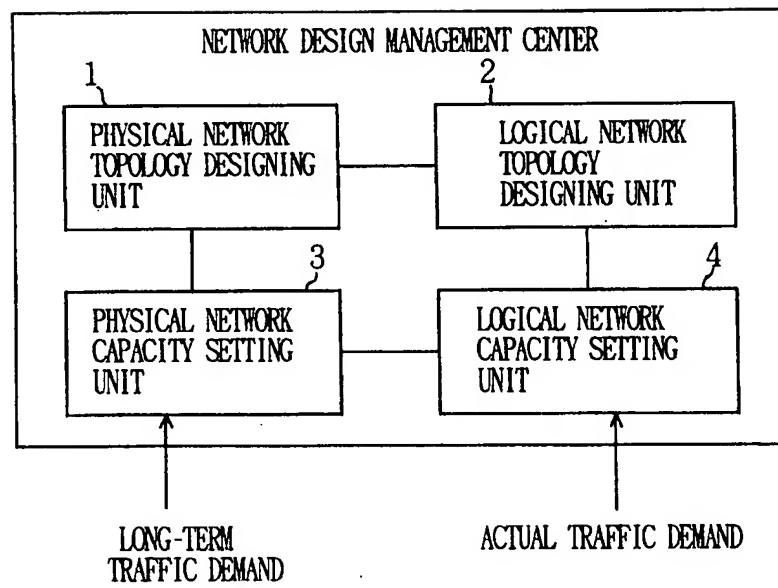 NETWORK DESIGN MANAGEMENT CENTER
1
PHYSICAL NETWORK
TOPOLOGY DESIGNING
UNIT
2
LOGICAL NETWORK
TOPOLOGY
DESIGNING UNIT
3
PHYSICAL NETWORK
CAPACITY SETTING
UNIT
4
LOGICAL NETWORK
CAPACITY SETTING
UNIT
LONG-TERM
TRAFFIC DEMAND
ACTUAL TRAFFIC DEMAND